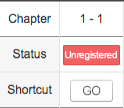 Chapter 1 - 1
Status Unregistered
Shortcut GO